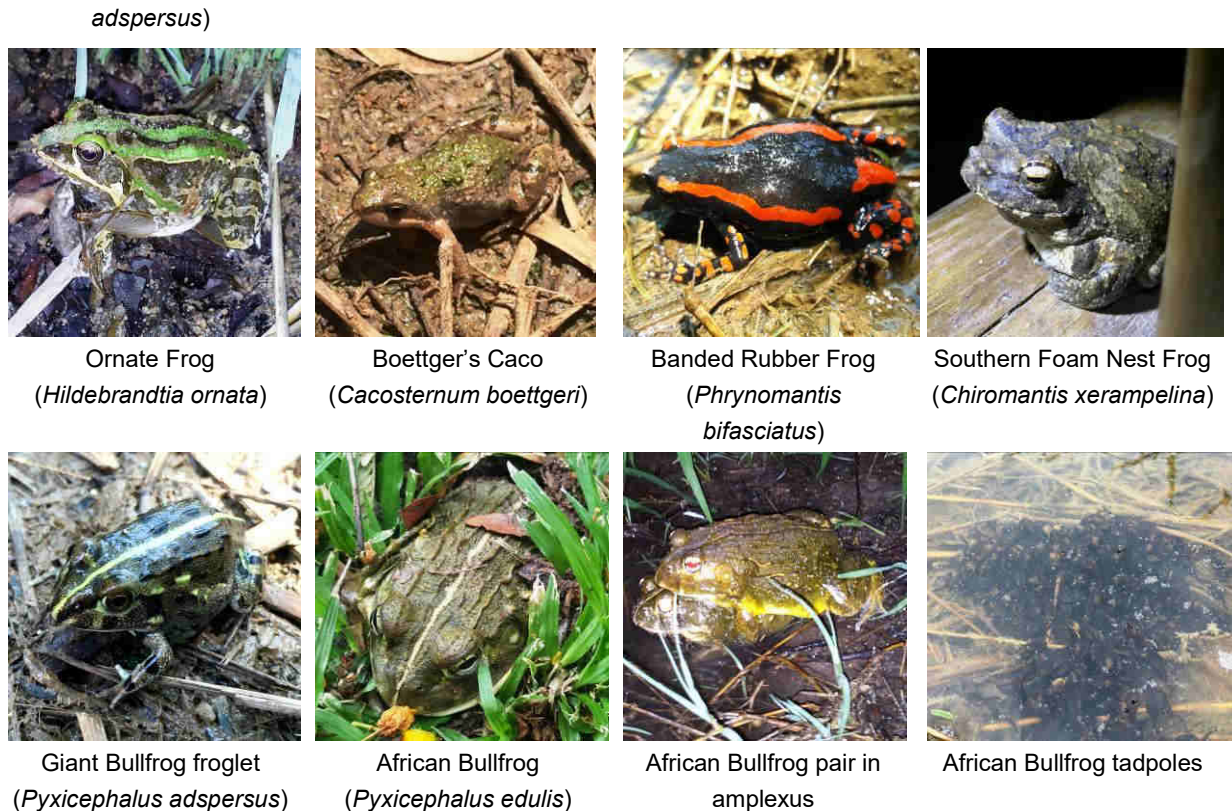 adspersus)
Ornate Frog
(Hildebrandtia ornata)
Boettger’s Caco
(Cacosternum boettgeri)
Banded Rubber Frog
(Phrynomantis
bifasciatus)
Southern Foam Nest Frog
(Chiromantis xerampelina)
Giant Bullfrog froglet
(Pyxicephalus adspersus)
African Bullfrog
(Pyxicephalus edulis)
African Bullfrog pair in
amplexus
African Bullfrog tadpoles